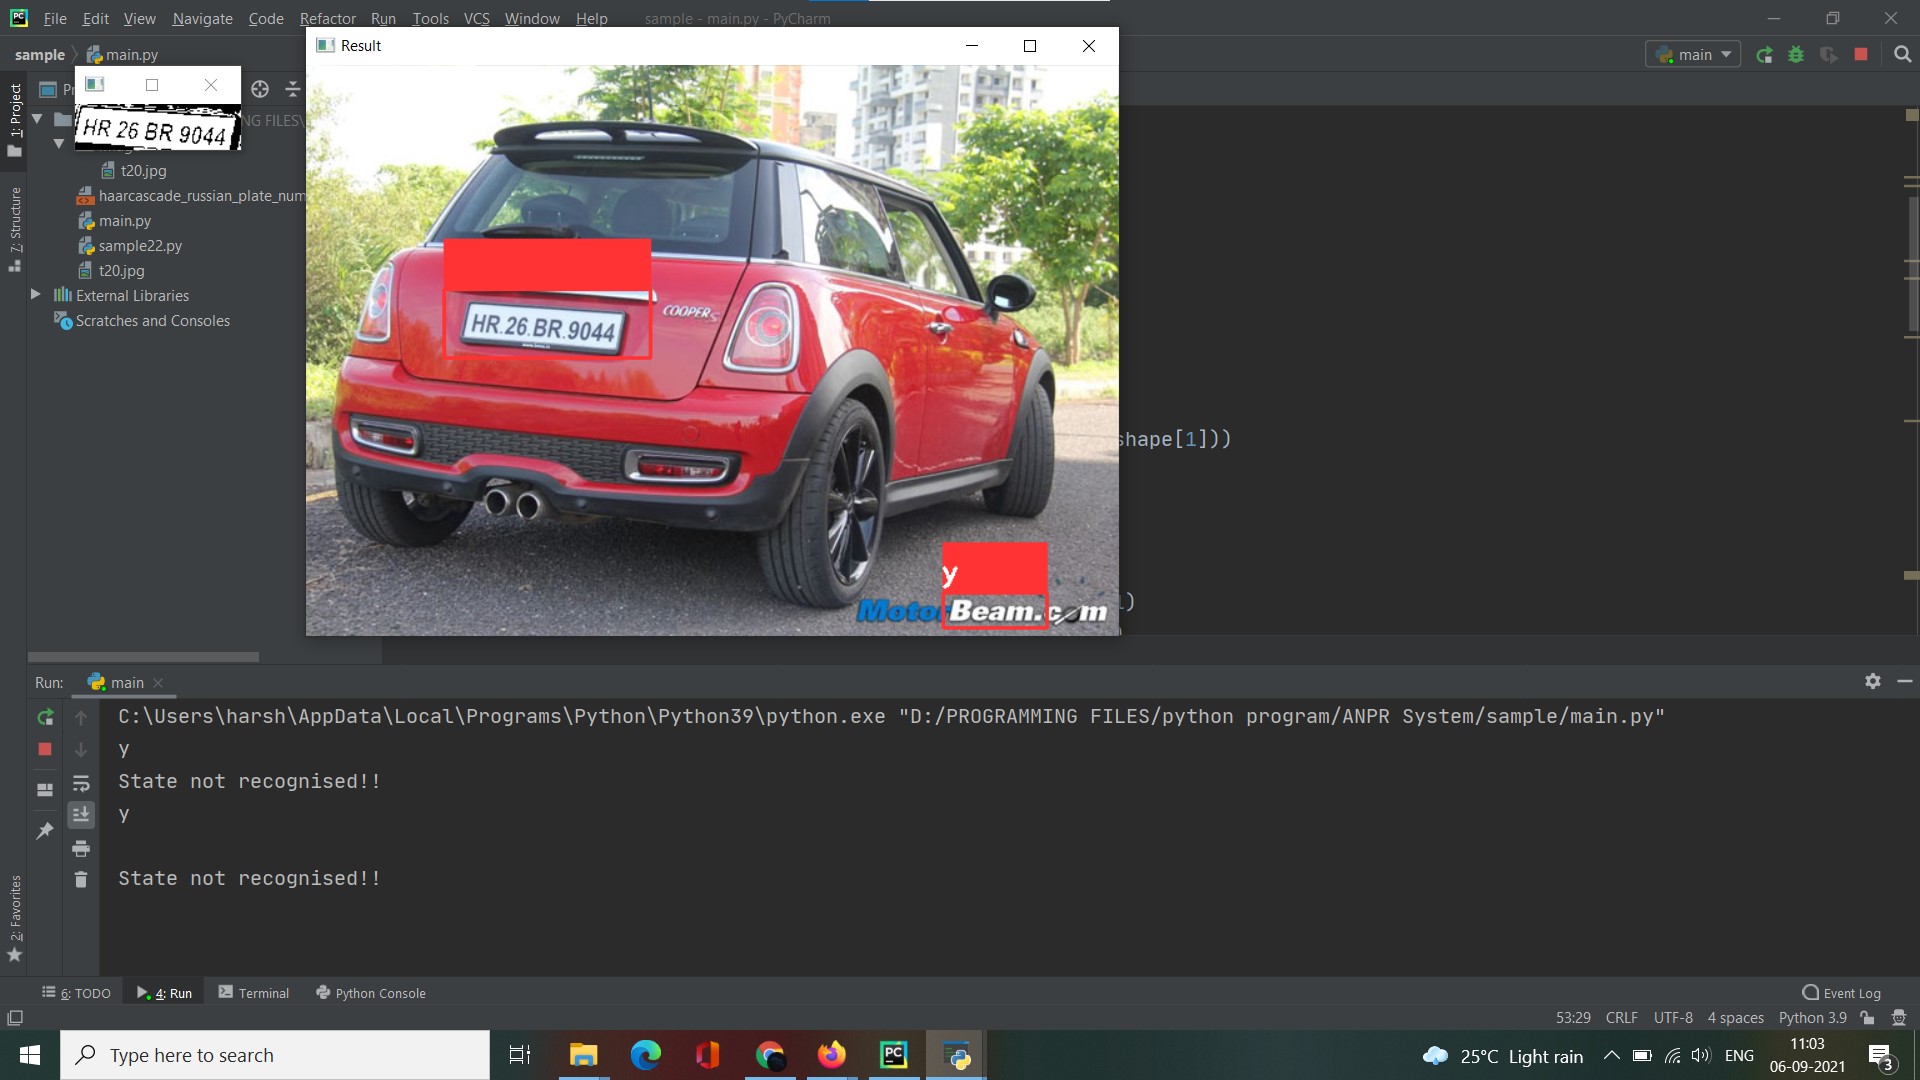 File Edit View Navigate Code Refactor Run Tools VCS Window Help sample - main.py - PyCharm
sample main.py
main
Result
1: Project
HR 26 BR 9044
NG FILES\
t20.jpg
haarcascade_russian_plate_num
main.py
sample22.py
t20.jpg
External Libraries
Scratches and Consoles
7: Structure
COOPER S
HR.26.BR.9044
shape[1]))
y
MotorBeam.com
Run: main
C:\Users\harsh\AppData\Local\Programs\Python\Python39\python.exe "D:/PROGRAMMING FILES/python program/ANPR System/sample/main.py"
y
State not recognised!!
y
State not recognised!!
2: Favorites
6: TODO 4: Run Terminal Python Console Event Log
53:29 CRLF UTF-8 4 spaces Python 3.9
Type here to search
PC
25°C Light rain ENG
11:03
06-09-2021
3